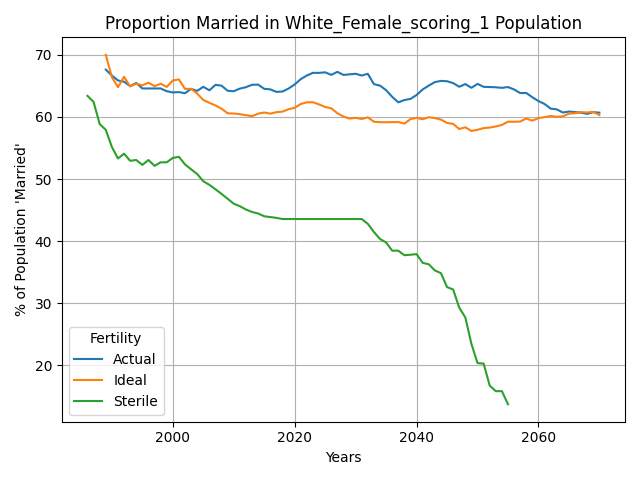 Proportion Married in White_Female_scoring_1 Population
% of Population 'Married'
70
60
50
40
30
20
Fertility
Actual
Ideal
Sterile
2000
2020
2040
2060
Years